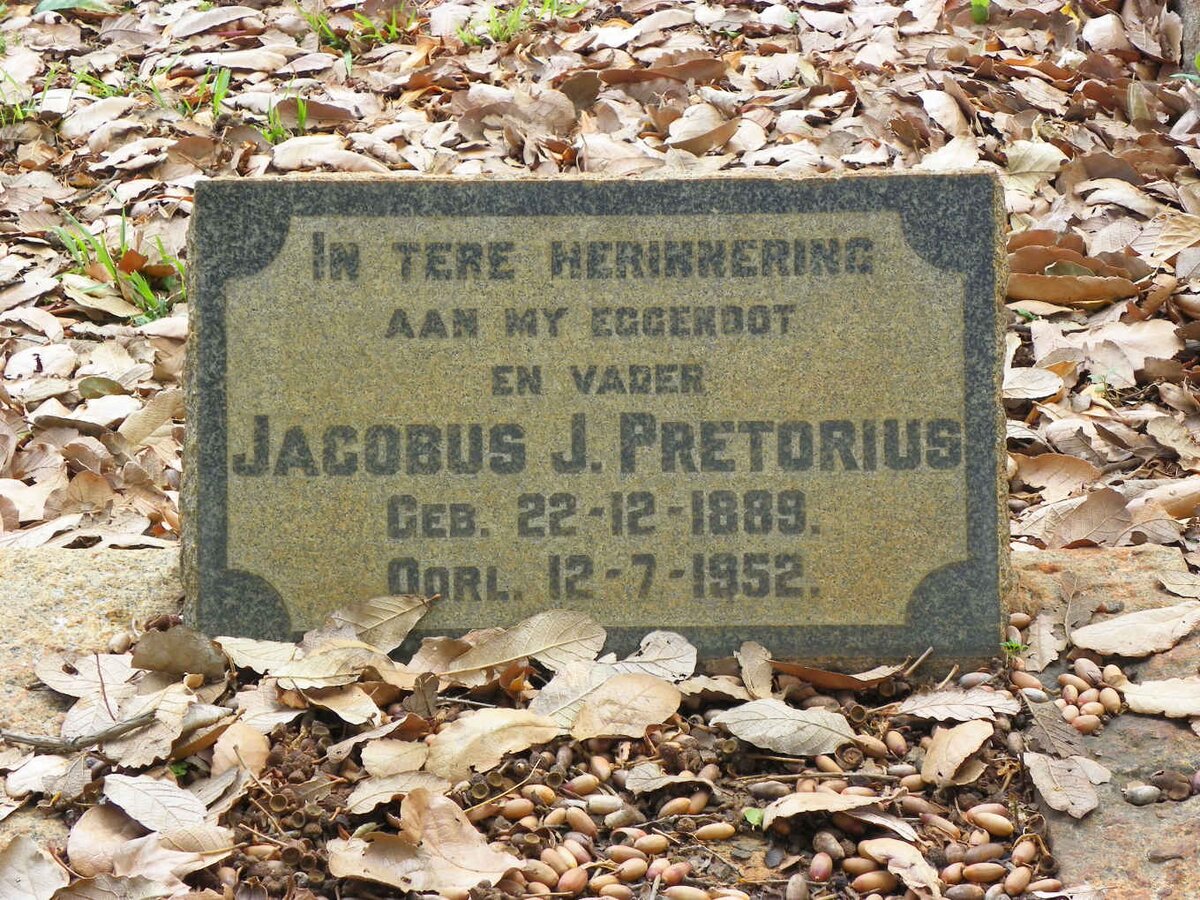 IN TERE HERINNERING
AAN MY EGGENOOT
EN VADER
JACOBUS J. PRETORIUS
GEB. 22-12-1889.
OORL. 12-7-1952.